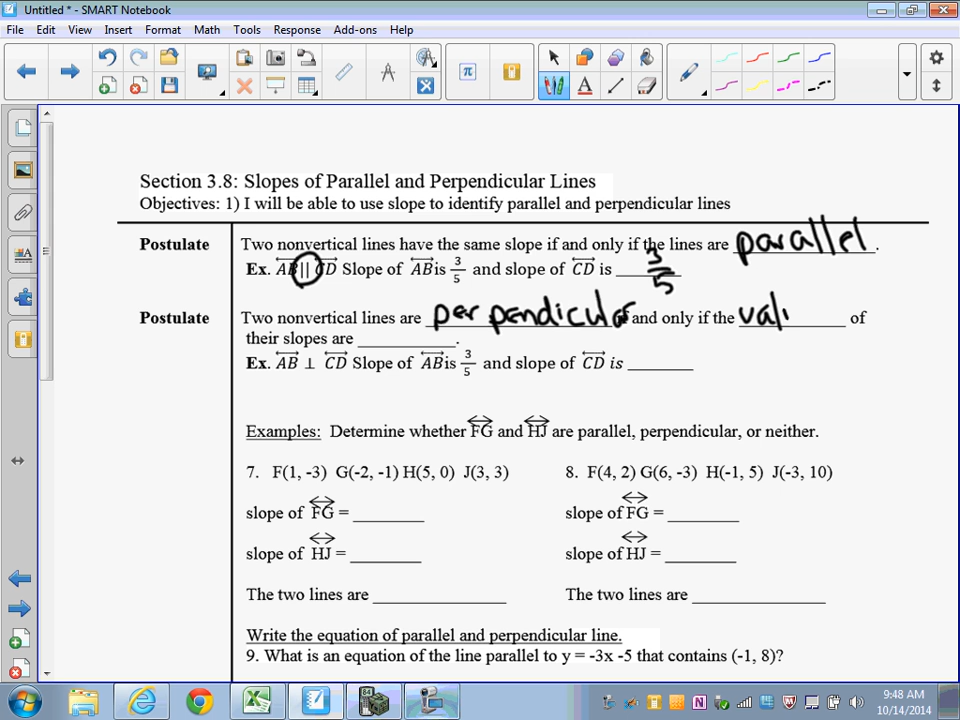 Untitled * - SMART Notebook
File Edit View Insert Format Math Tools Response Add-ons Help
Section 3.8: Slopes of Parallel and Perpendicular Lines
Objectives: 1) I will be able to use slope to identify parallel and perpendicular lines
Postulate Two nonvertical lines have the same slope if and only if the lines are parallel.
Ex. AB || CD Slope of AB is 3/5 and slope of CD is 3/5
Postulate Two nonvertical lines are perpendicular if and only if the val of
their slopes are ____________.
Ex. AB ⊥ CD Slope of AB is 3/5 and slope of CD is ________
Examples: Determine whether FG and HJ are parallel, perpendicular, or neither.
7. F(1, -3) G(-2, -1) H(5, 0) J(3, 3) 8. F(4, 2) G(6, -3) H(-1, 5) J(-3, 10)
slope of FG = _________ slope of FG = _________
slope of HJ = _________ slope of HJ = _________
The two lines are ________________ The two lines are ________________
Write the equation of parallel and perpendicular line.
9. What is an equation of the line parallel to y = -3x -5 that contains (-1, 8)?
9:48 AM
10/14/2014